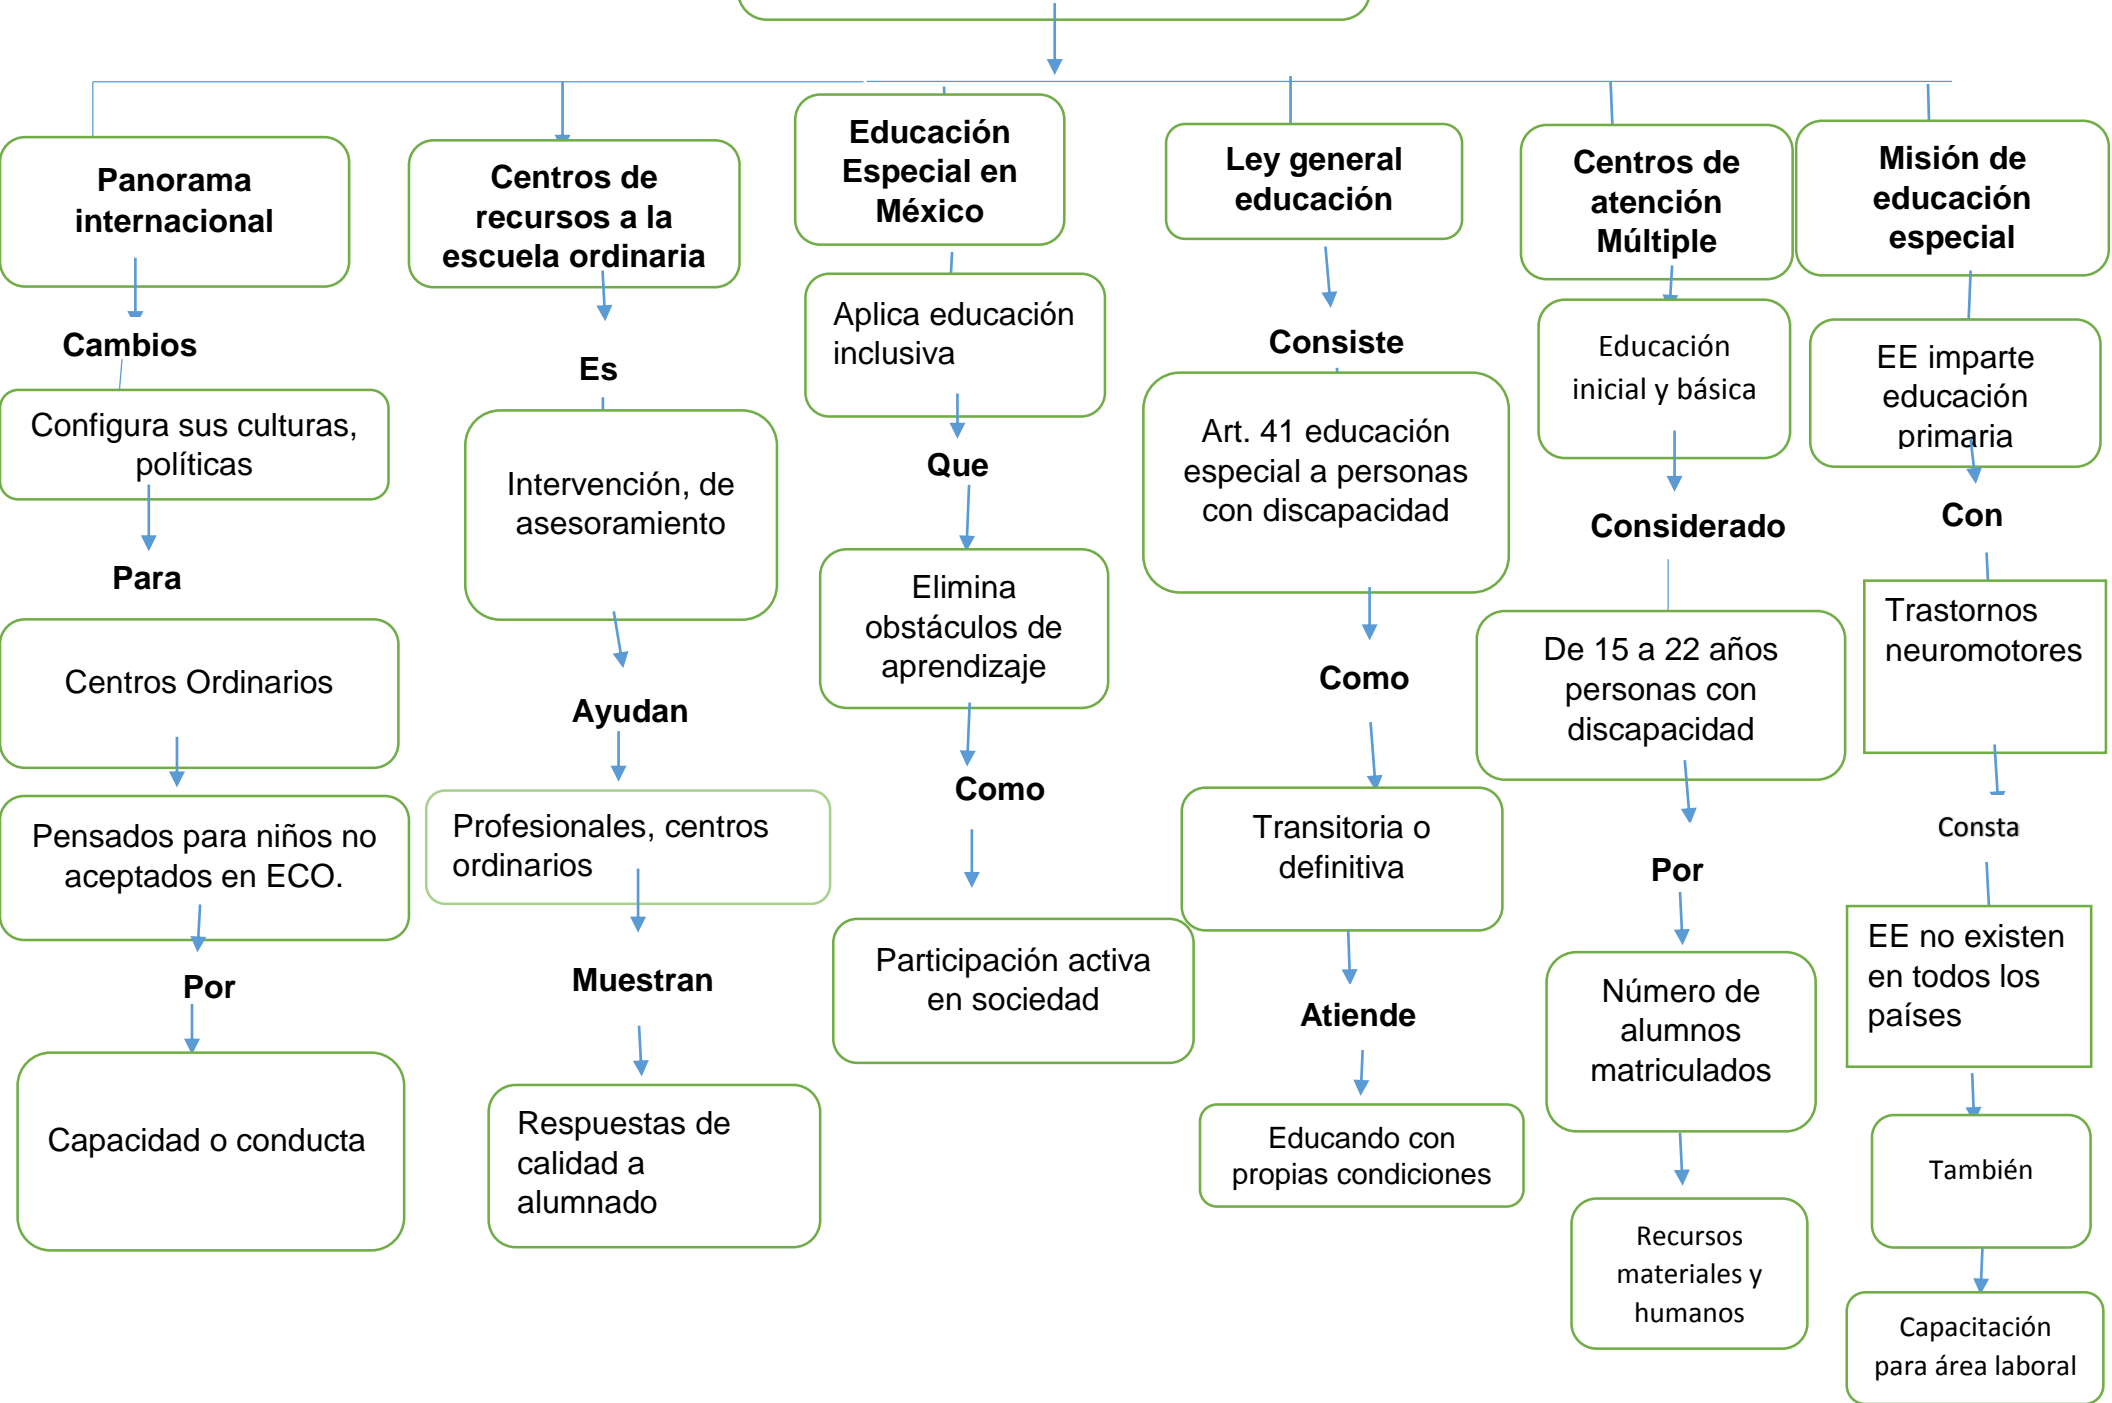 Panorama
internacional
Cambios
Configura sus culturas,
políticas
Para
Centros Ordinarios
Pensados para niños no
aceptados en ECO.
Por
Capacidad o conducta
Centros de
recursos a la
escuela ordinaria
Es
Intervención, de
asesoramiento
Ayudan
Profesionales, centros
ordinarios
Muestran
Respuestas de
calidad a
alumnado
Educación
Especial en
México
Aplica educación
inclusiva
Que
Elimina
obstáculos de
aprendizaje
Como
Participación activa
en sociedad
Ley general
educación
Consiste
Art. 41 educación
especial a personas
con discapacidad
Como
Transitoria o
definitiva
Atiende
Educando con
propias condiciones
Centros de
atención
Múltiple
Educación
inicial y básica
Considerado
De 15 a 22 años
personas con
discapacidad
Por
Número de
alumnos
matriculados
Recursos
materiales y
humanos
Misión de
educación
especial
EE imparte
educación
primaria
Con
Trastornos
neuromotores
Consta
EE no existen
en todos los
países
También
Capacitación
para área laboral